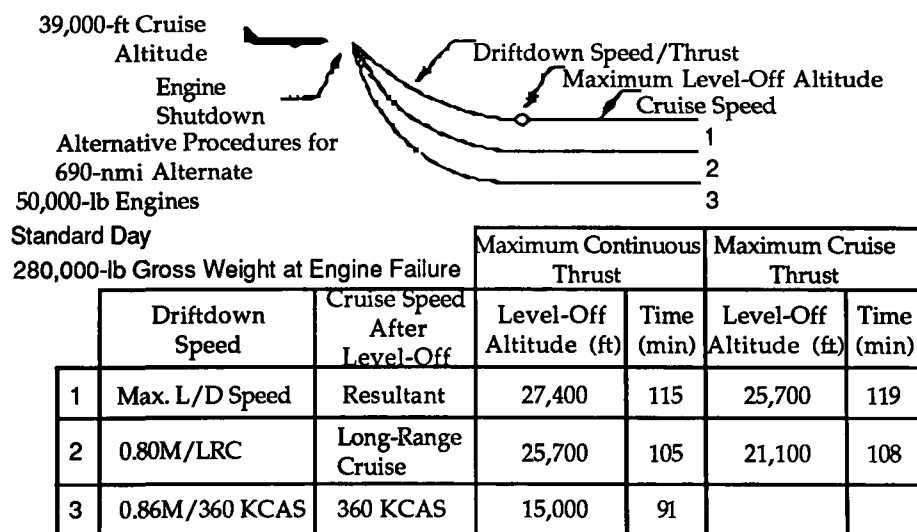 39,000-ft Cruise
Altitude
Engine
Shutdown
Driftdown Speed/Thrust
Maximum Level-Off Altitude
Cruise Speed
1
2
3
Alternative Procedures for
690-nmi Alternate
50,000-lb Engines
Standard Day
280,000-lb Gross Weight at Engine Failure
Maximum Continuous
Thrust
Maximum Cruise
Thrust
Driftdown
Speed
Cruise Speed
After
Level-Off
Level-Off
Altitude (ft)
Time
(min)
Level-Off
Altitude (ft)
Time
(min)
1 Max. L/D Speed Resultant 27,400 115 25,700 119
2 0.80M/LRC Long-Range
Cruise 25,700 105 21,100 108
3 0.86M/360 KCAS 360 KCAS 15,000 91